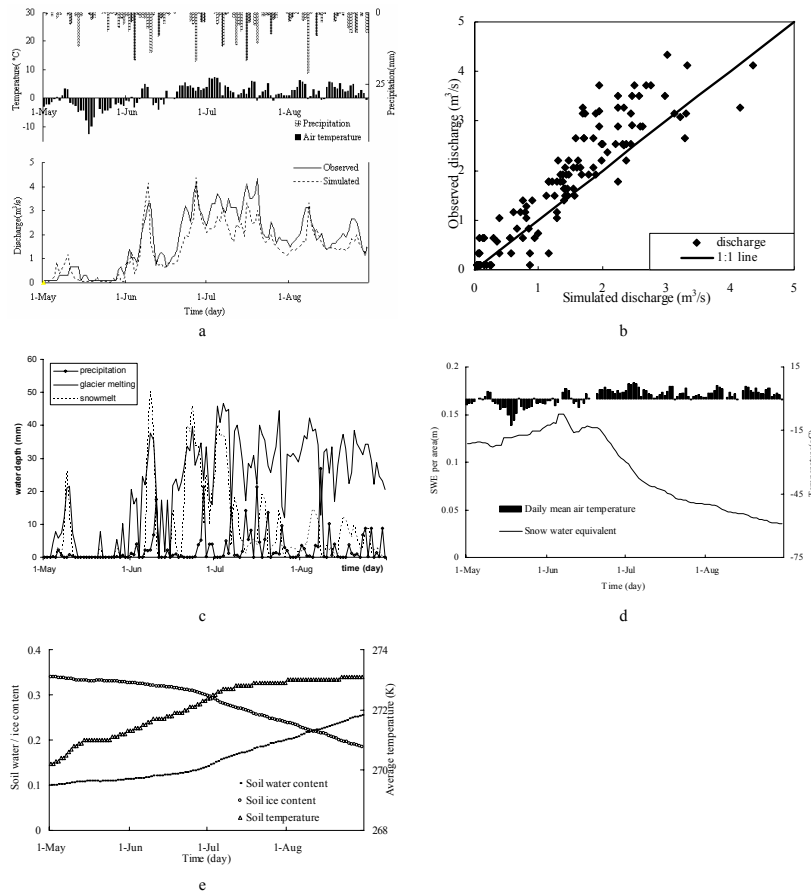 30
20
10
0
-10
Temperature( °C)
0
25
Precipitation(mm)
1-May
1-Jun
1-Jul
1-Aug
Precipitation
Air temperature
5
4
3
2
1
0
Discharge(m³/s)
Observed
Simulated
1-May
1-Jun
1-Jul
1-Aug
Time (day)
a
5
4
3
2
1
0
Observed discharge (m³/s)
discharge
1:1 line
0
1
2
3
4
5
Simulated discharge (m³/s)
b
60
50
40
30
20
10
0
water depth (mm)
precipitation
glacier melting
snowmelt
1-May
1-Jun
1-Jul
1-Aug
time (day)
c
0.2
0.15
0.1
0.05
0
SWE per area(m)
15
-15
-45
-75
Daily mean air temperature
Snow water equivalent
1-May
1-Jun
1-Jul
1-Aug
Time (day)
d
0.4
0.3
0.2
0.1
0
Soil water / ice content
274
272
270
268
Average temperature (K)
Soil water content
Soil ice content
Soil temperature
1-May
1-Jun
1-Jul
1-Aug
Time (day)
e